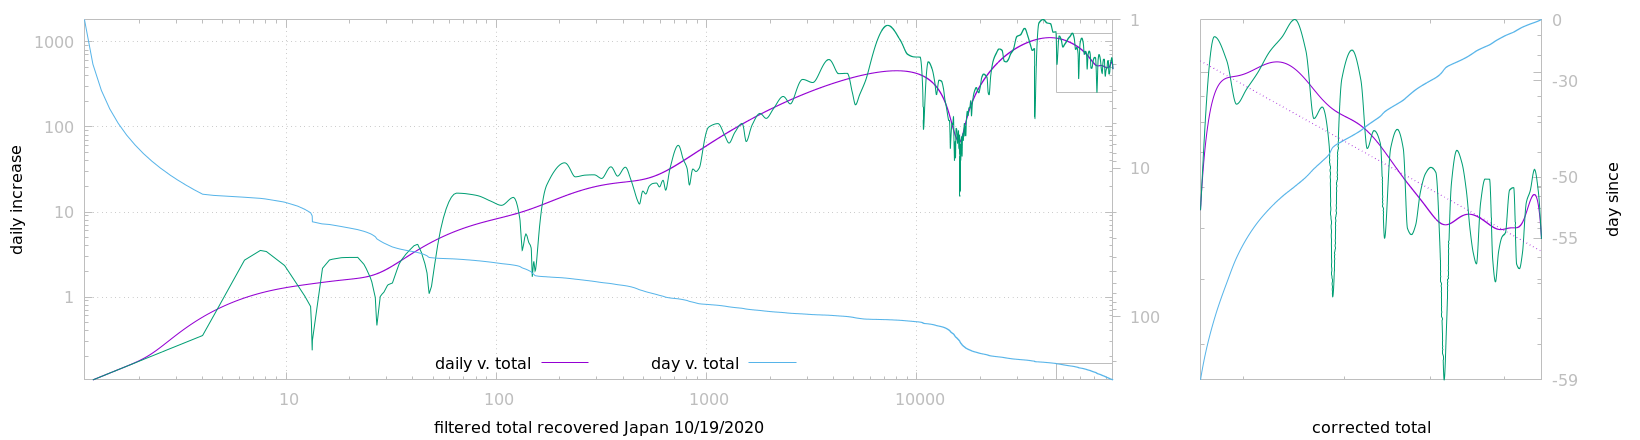 1000
100
10
1
daily increase
daily v. total
day v. total
10
100
1000
10000
filtered total recovered Japan 10/19/2020
1
10
100
0
-30
-50
-55
-59
day since
corrected total